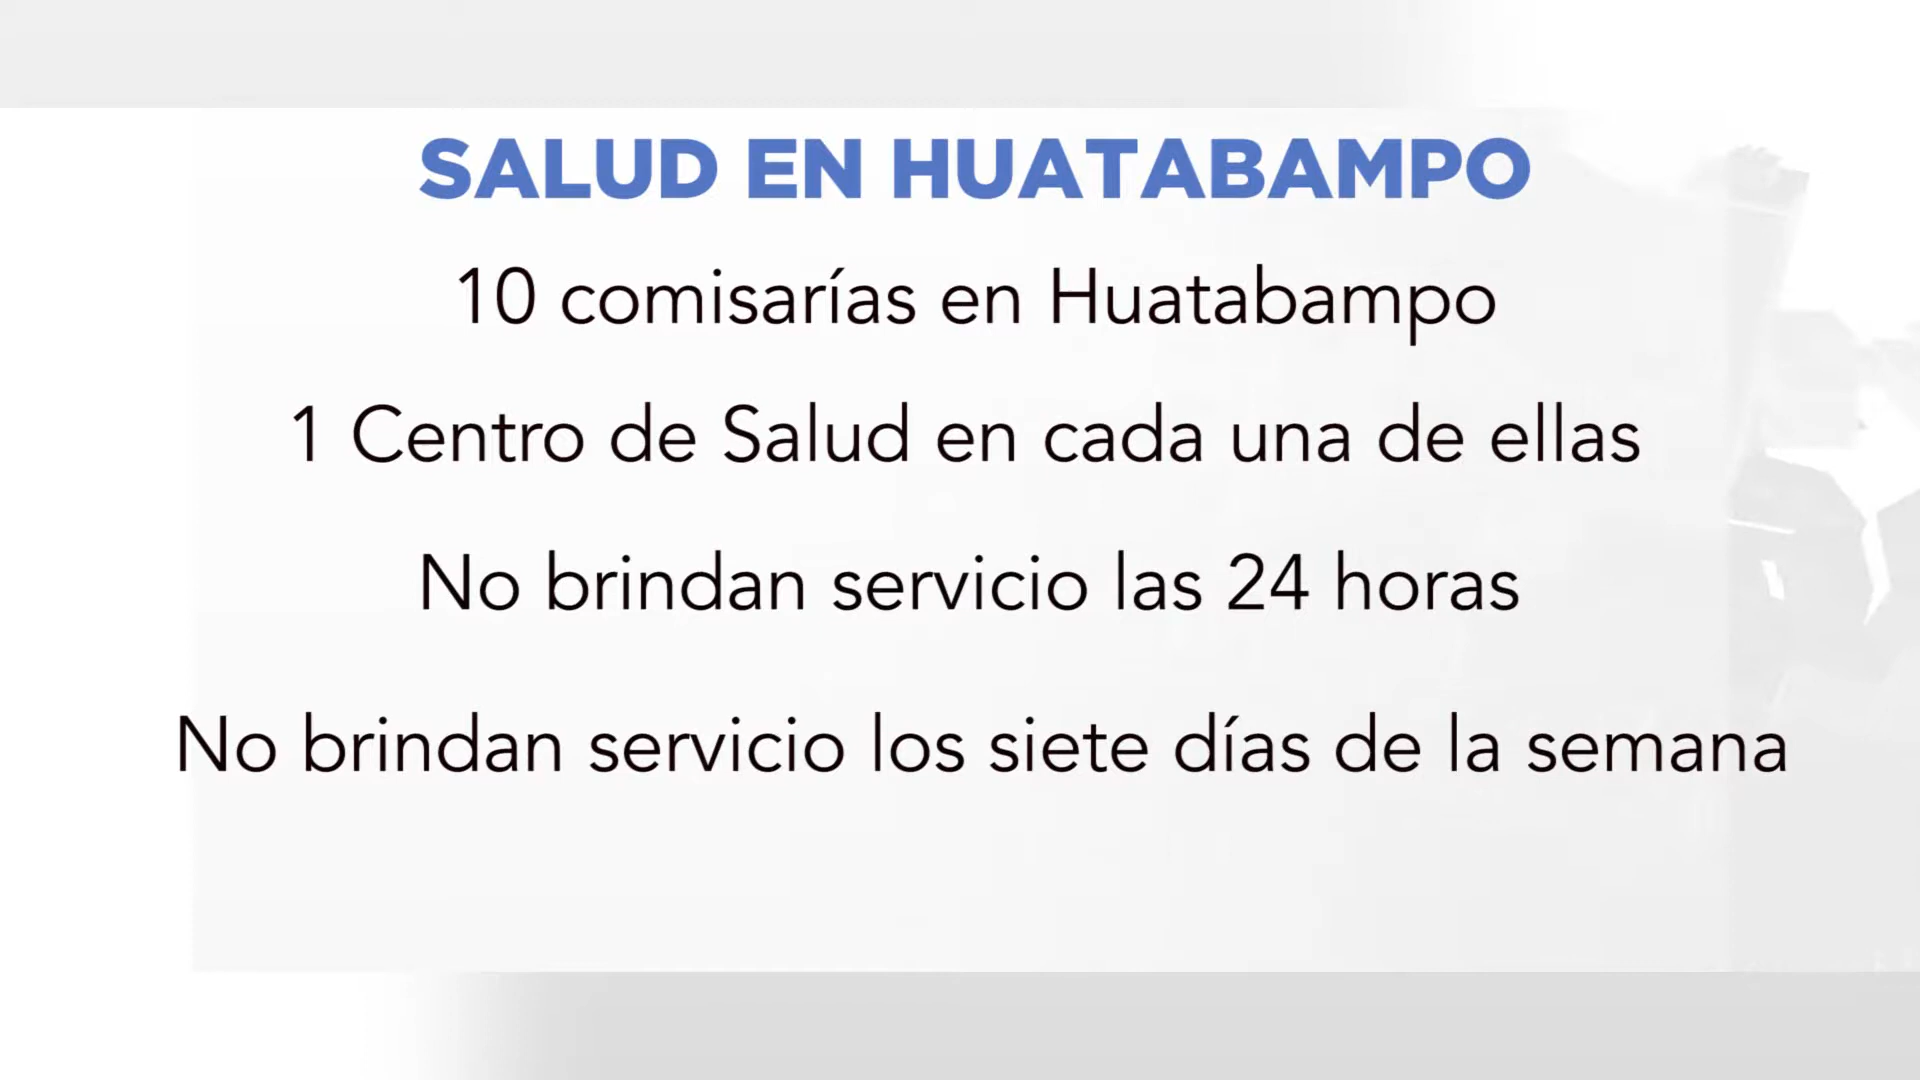 SALUD EN HUATABAMPO
10 comisarías en Huatabampo
1 Centro de Salud en cada una de ellas
No brindan servicio las 24 horas
No brindan servicio los siete días de la semana